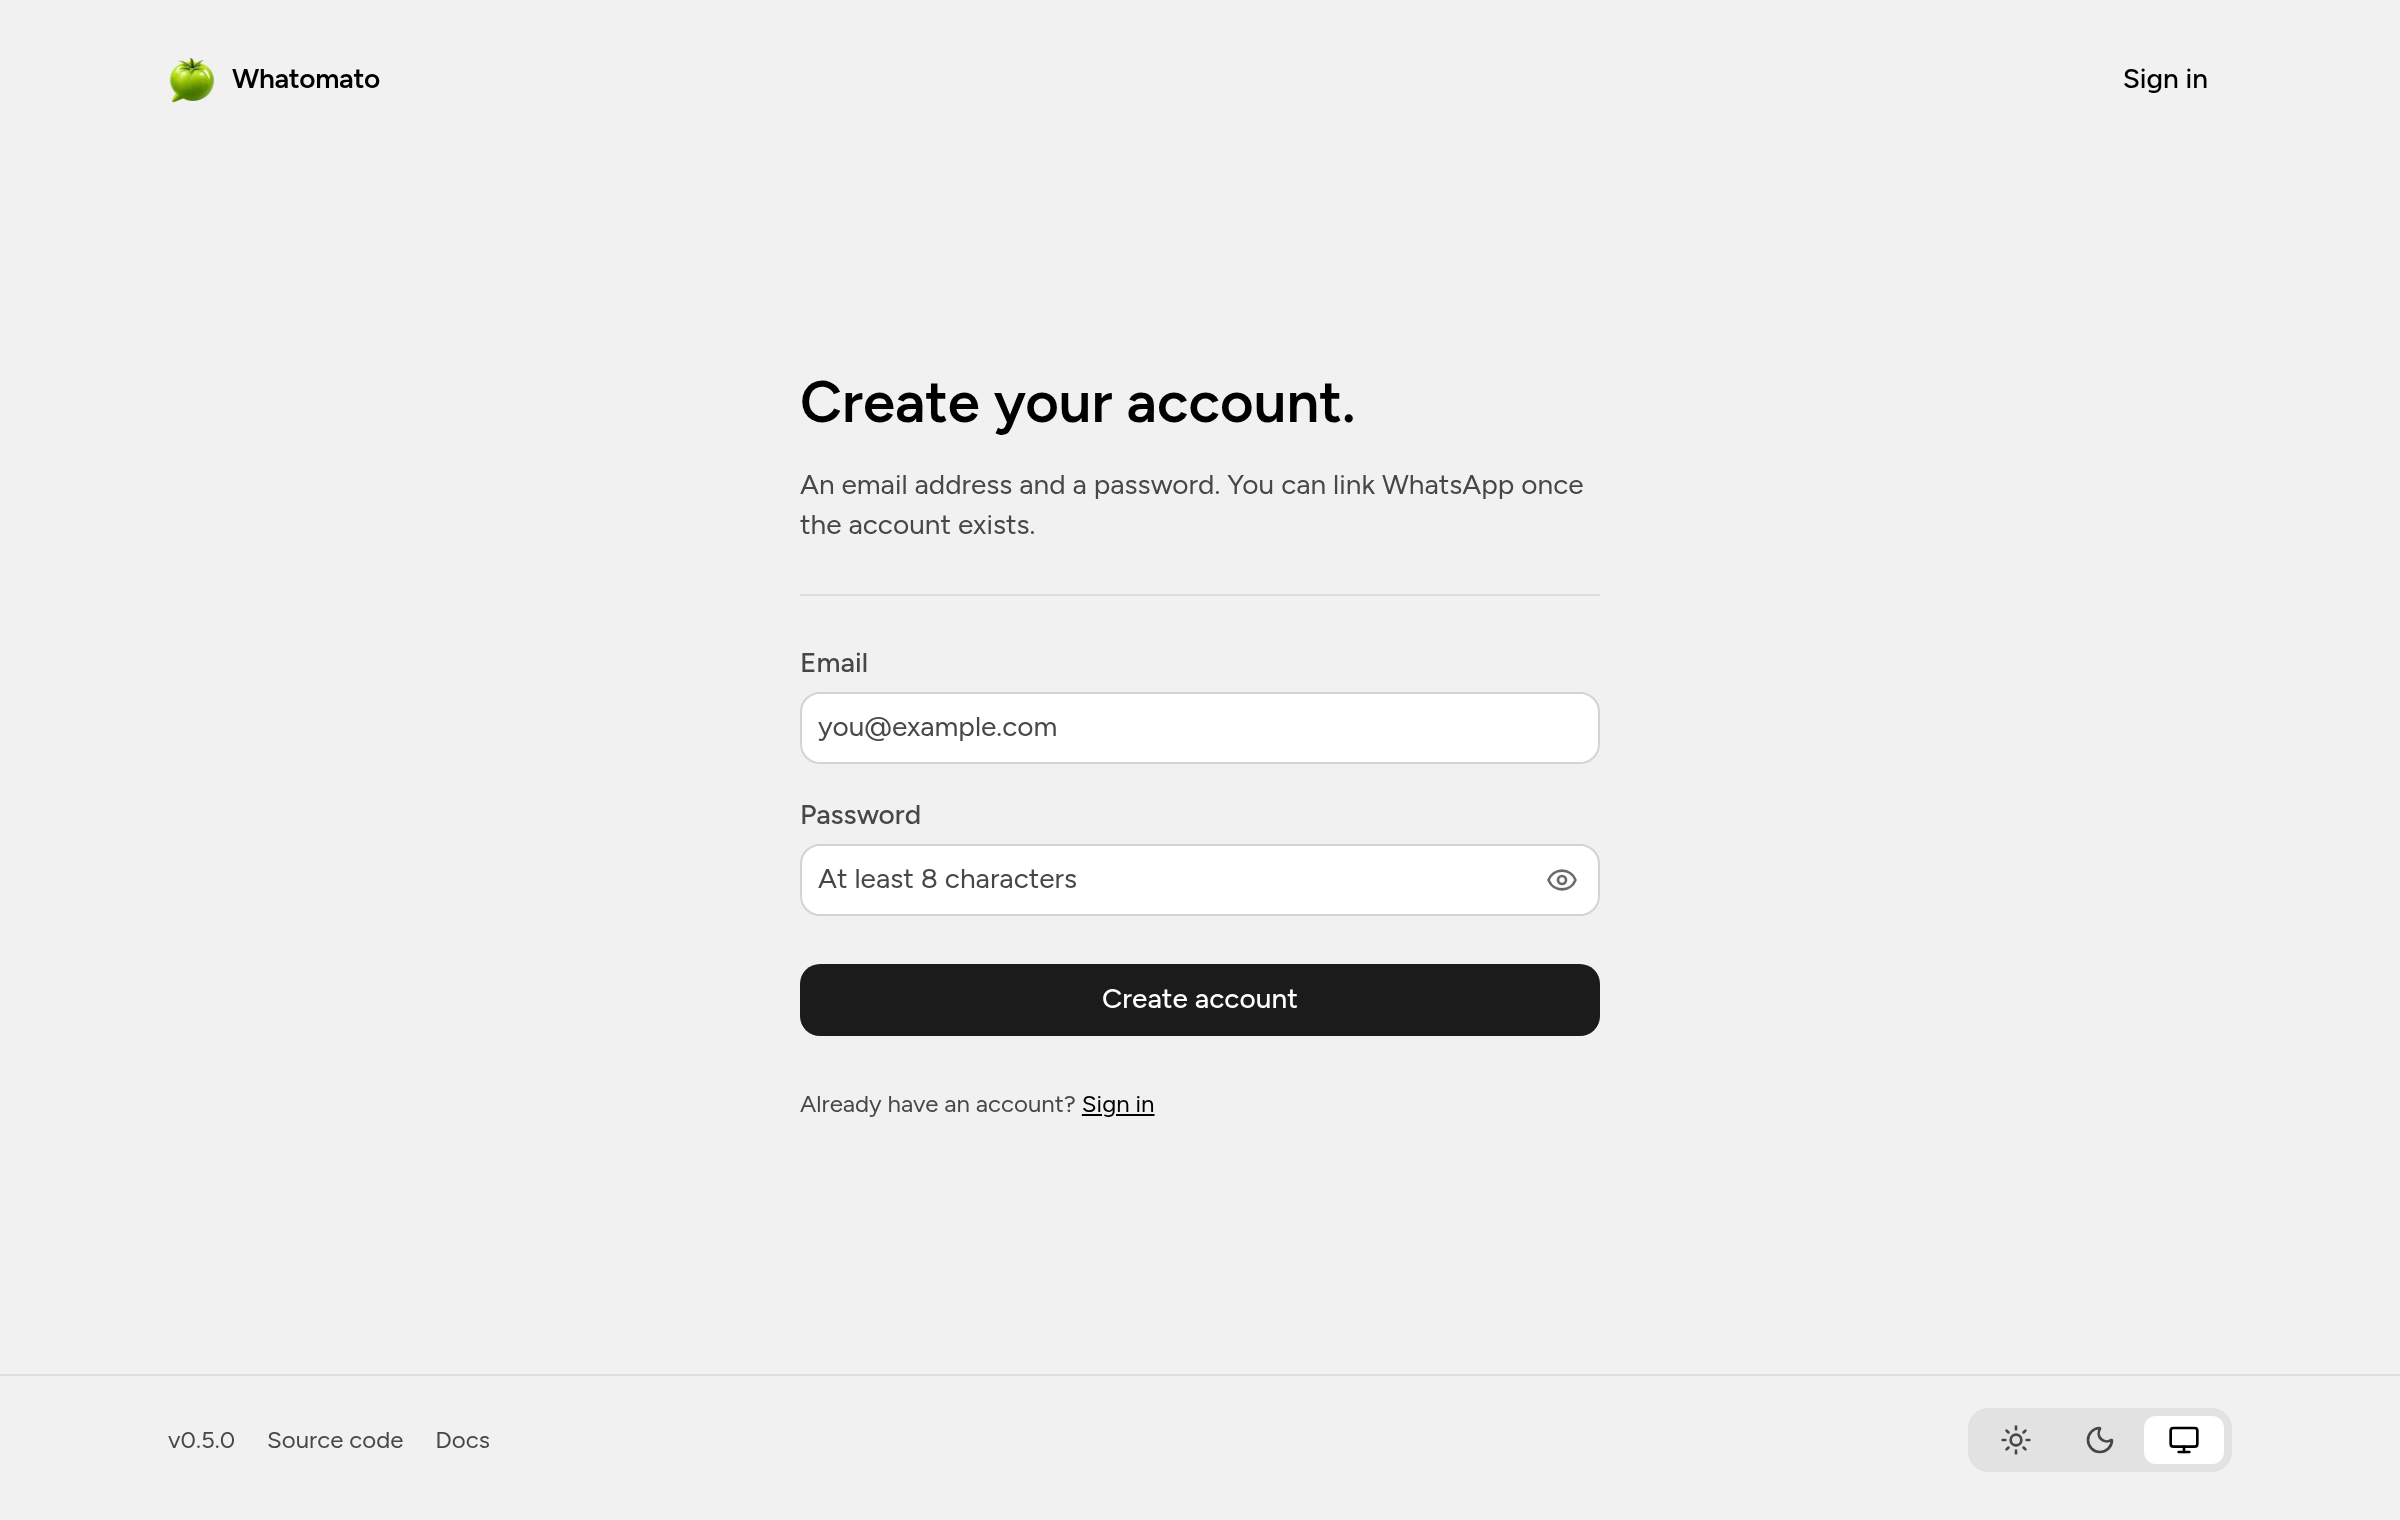 Whatomato
Sign in
Create your account.
An email address and a password. You can link WhatsApp once
the account exists.
Email
you@example.com
Password
At least 8 characters
Create account
Already have an account? Sign in
v0.5.0 Source code Docs